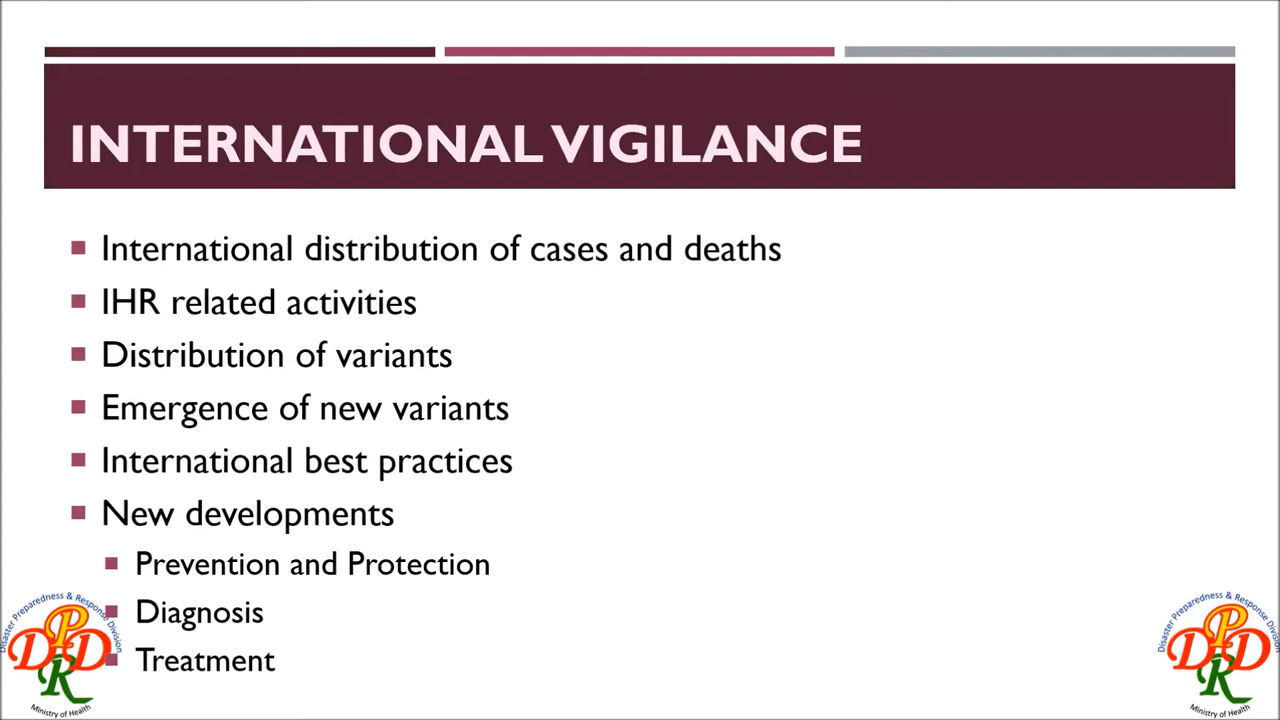 INTERNATIONAL VIGILANCE
International distribution of cases and deaths
IHR related activities
Distribution of variants
Emergence of new variants
International best practices
New developments
Prevention and Protection
Diagnosis
Treatment
Disaster Preparedness & Response Division
DPRD
Ministry of Health
Disaster Preparedness & Response Division
DPRD
Ministry of Health